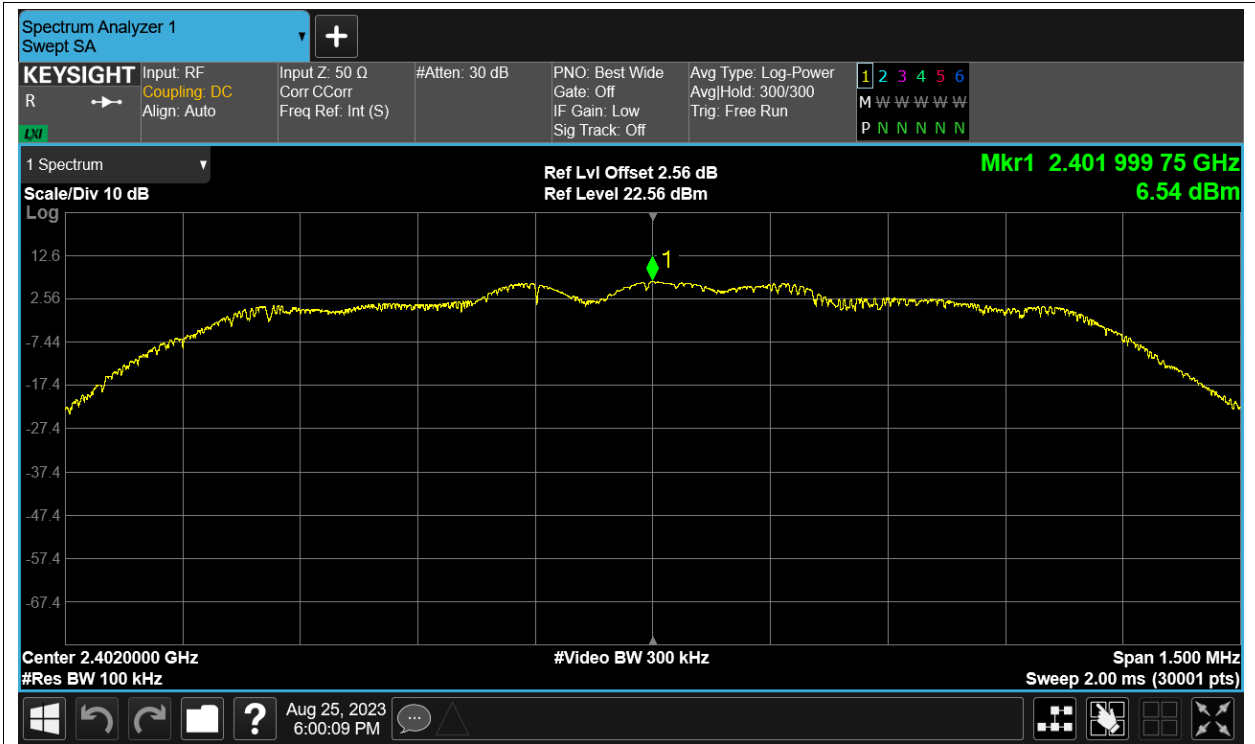 Spectrum Analyzer 1
Swept SA
KEYSIGHT
R
LXI
Input: RF
Coupling: DC
Align: Auto
Input Z: 50 Ω
Corr CCorr
Freq Ref: Int (S)
#Atten: 30 dB
PNO: Best Wide
Gate: Off
IF Gain: Low
Sig Track: Off
Avg Type: Log-Power
Avg|Hold: 300/300
Trig: Free Run
1 2 3 4 5 6
M W W W W W
P N N N N N
1 Spectrum
Scale/Div 10 dB
Log
Ref Lvl Offset 2.56 dB
Ref Level 22.56 dBm
Mkr1 2.401 999 75 GHz
6.54 dBm
1
12.6
2.56
-7.44
-17.4
-27.4
-37.4
-47.4
-57.4
-67.4
Center 2.4020000 GHz
#Res BW 100 kHz
#Video BW 300 kHz
Span 1.500 MHz
Sweep 2.00 ms (30001 pts)
?
Aug 25, 2023
6:00:09 PM